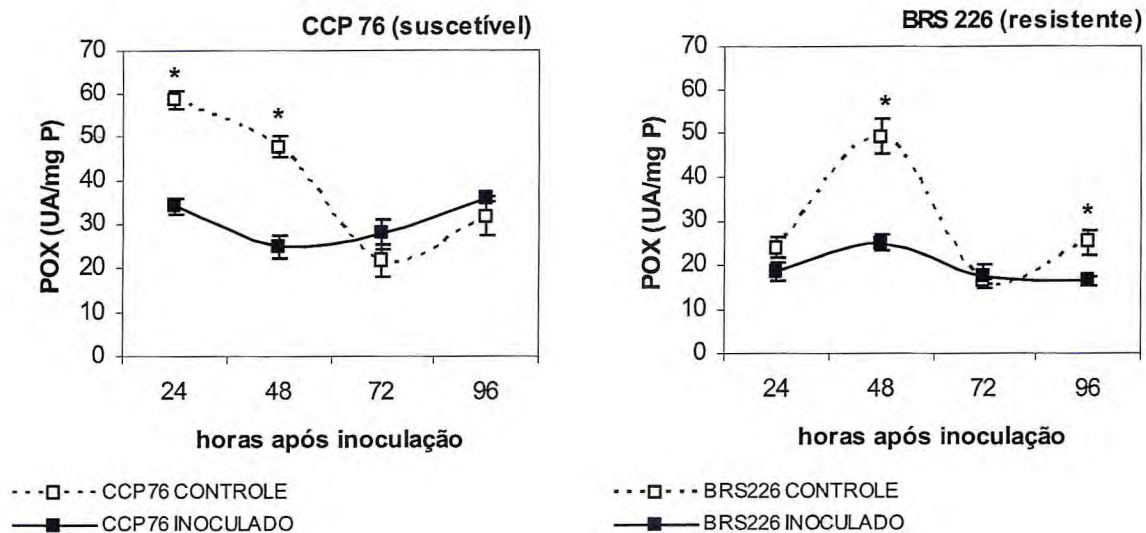 CCP 76 (suscetível)
POX (UA/mg P)
70
60
50
40
30
20
10
0
*
*
24 48 72 96
horas após inoculação
CCP76 CONTROLE
CCP76 INOCULADO
BRS 226 (resistente)
POX (UA/mg P)
70
60
50
40
30
20
10
0
*
*
24 48 72 96
horas após inoculação
BRS226 CONTROLE
BRS226 INOCULADO